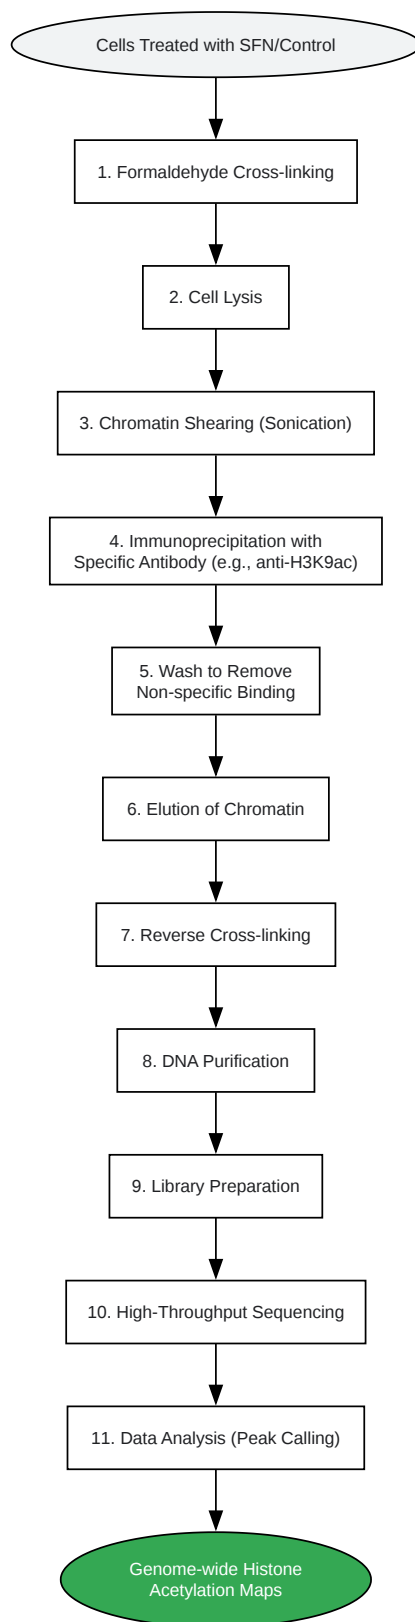 Cells Treated with SFN/Control
1. Formaldehyde Cross-linking
2. Cell Lysis
3. Chromatin Shearing (Sonication)
4. Immunoprecipitation with
Specific Antibody (e.g., anti-H3K9ac)
5. Wash to Remove
Non-specific Binding
6. Elution of Chromatin
7. Reverse Cross-linking
8. DNA Purification
9. Library Preparation
10. High-Throughput Sequencing
11. Data Analysis (Peak Calling)
Genome-wide Histone
Acetylation Maps